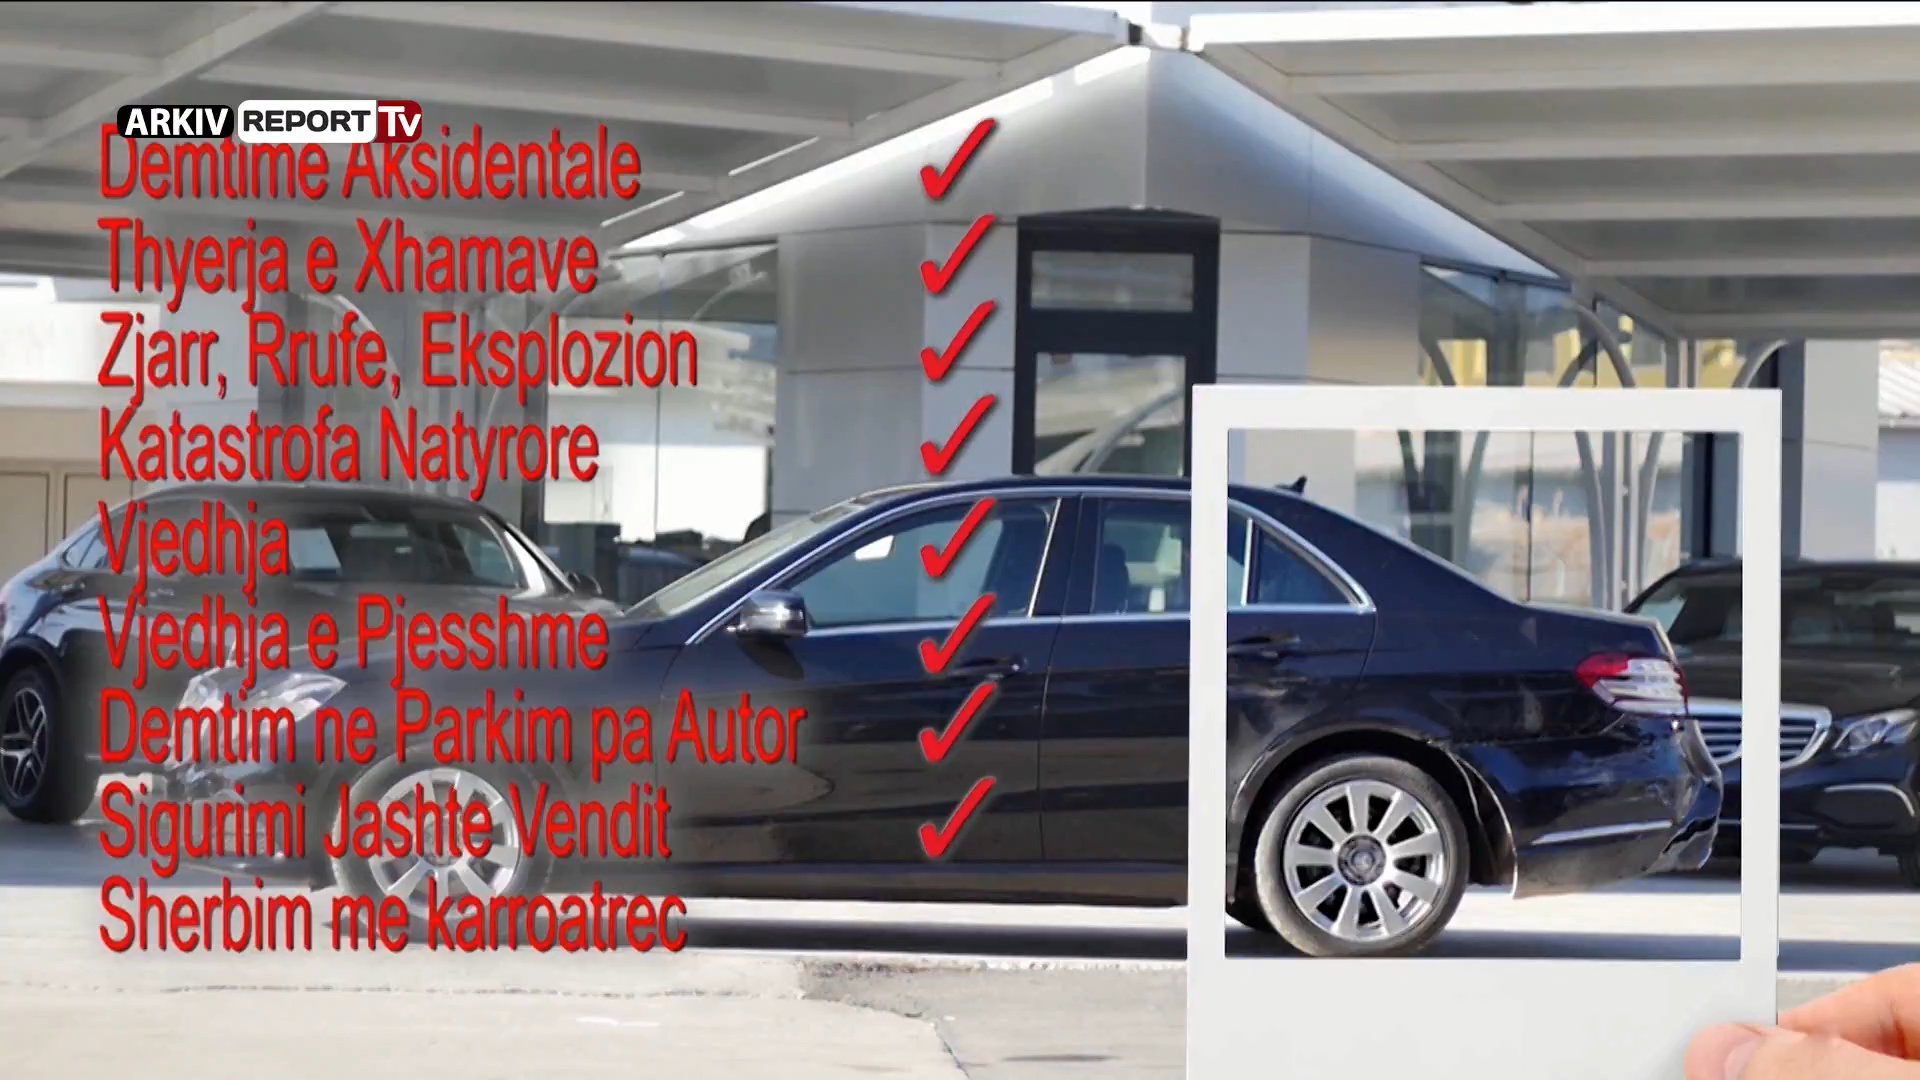 ARKIV REPORT Tv
Demtime Aksidentale
Thyerja e Xhamave
Zjarr, Rrufe, Eksplozion
Katastrofa Natyrore
Vjedhja
Vjedhja e Pjesshme
Demtim ne Parkim pa Autor
Sigurimi Jashte Vendit
Sherbim me karroatrec